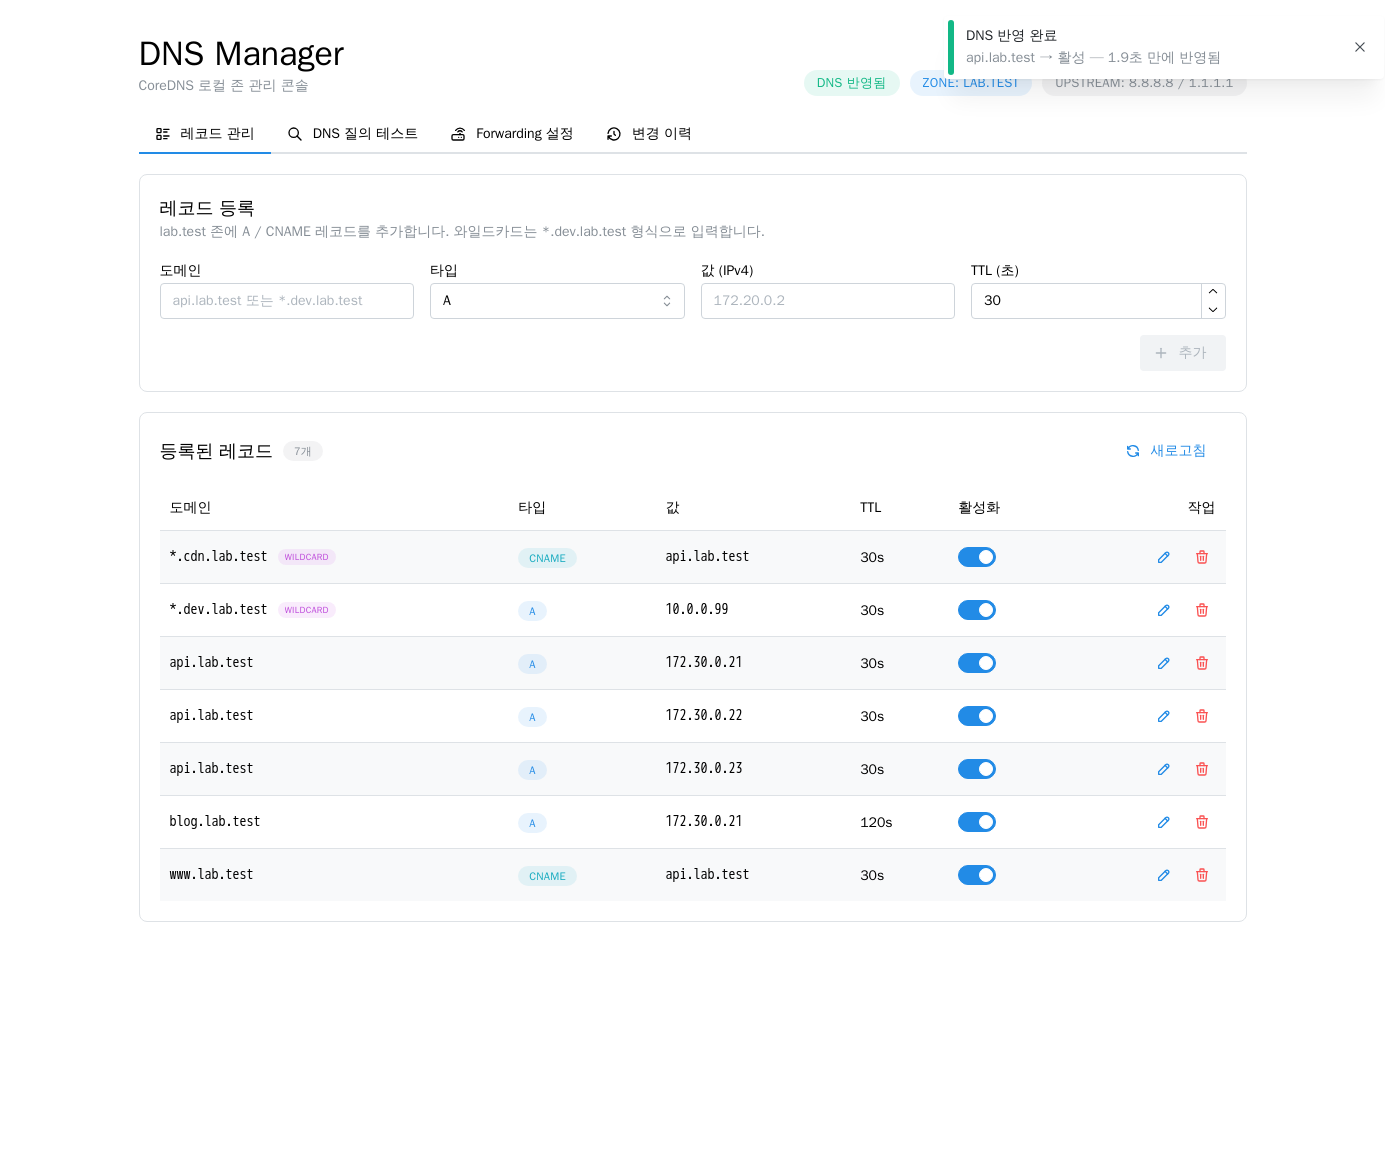 DNS Manager
CoreDNS 로컬 존 관리 콘솔
DNS 반영 완료
api.lab.test → 활성 — 1.9초 만에 반영됨
DNS 반영됨
ZONE: LAB.TEST
UPSTREAM: 8.8.8.8 / 1.1.1.1
레코드 관리
DNS 질의 테스트
Forwarding 설정
변경 이력
레코드 등록
lab.test 존에 A / CNAME 레코드를 추가합니다. 와일드카드는 *.dev.lab.test 형식으로 입력합니다.
도메인 타입 값 (IPv4) TTL (초)
api.lab.test 또는 *.dev.lab.test A 172.20.0.2 30
추가
등록된 레코드 7개 새로고침
도메인 타입 값 TTL 활성화 작업
*.cdn.lab.test WILDCARD CNAME api.lab.test 30s
*.dev.lab.test WILDCARD A 10.0.0.99 30s
api.lab.test A 172.30.0.21 30s
api.lab.test A 172.30.0.22 30s
api.lab.test A 172.30.0.23 30s
blog.lab.test A 172.30.0.21 120s
www.lab.test CNAME api.lab.test 30s